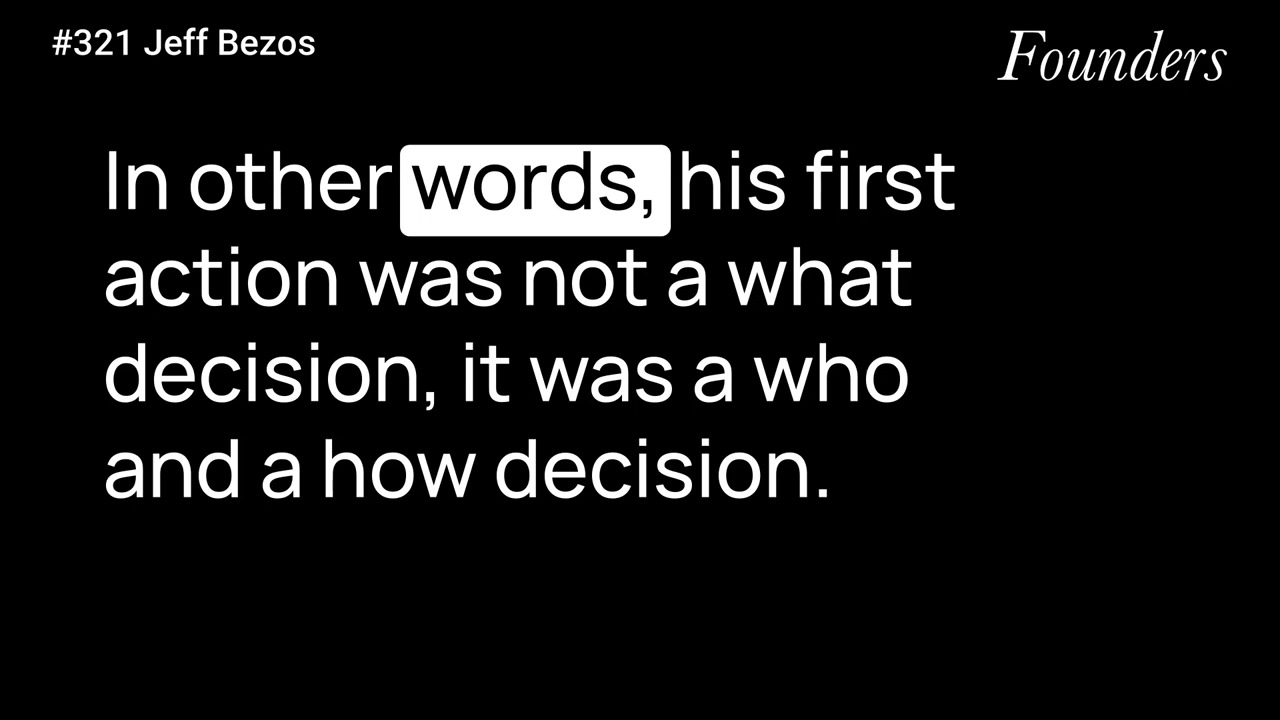 #321 Jeff Bezos
Founders
In other words, his first
action was not a what
decision, it was a who
and a how decision.